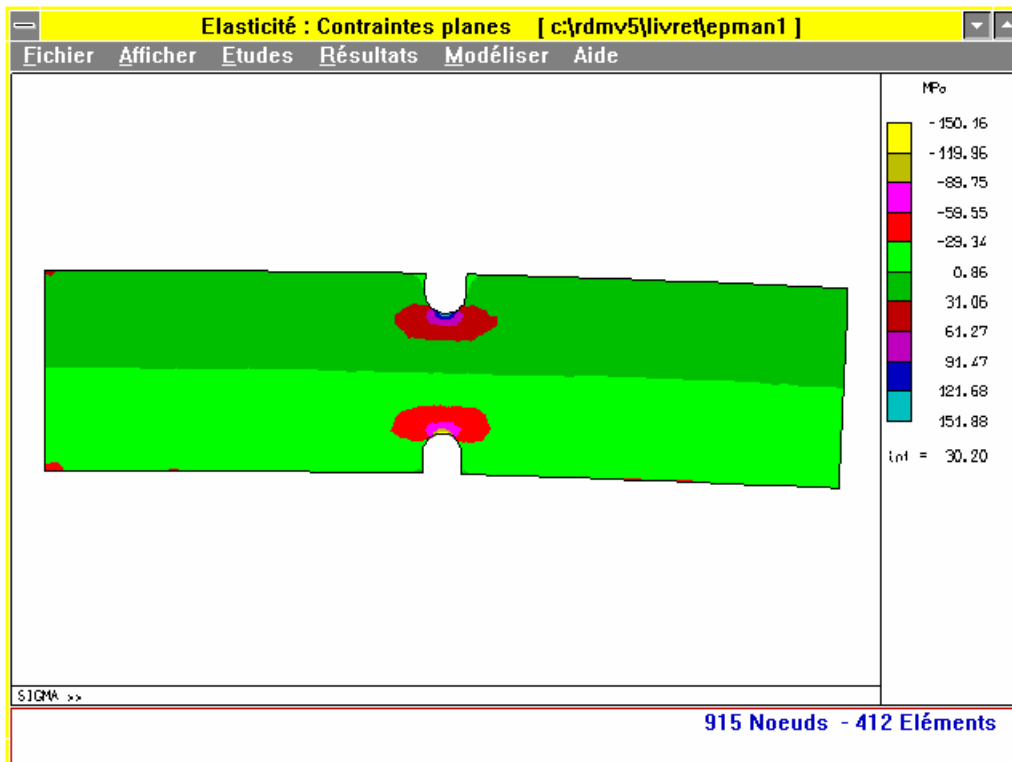 Elasticité : Contraintes planes [ c:\rdmv5\livret\epman1 ]
Fichier Afficher Etudes Résultats Modéliser Aide
MPa
-150.16
-119.96
-89.75
-59.55
-29.34
0.86
31.06
61.27
91.47
121.68
151.88
int = 30.20
SIGMA >>
915 Noeuds - 412 Eléments